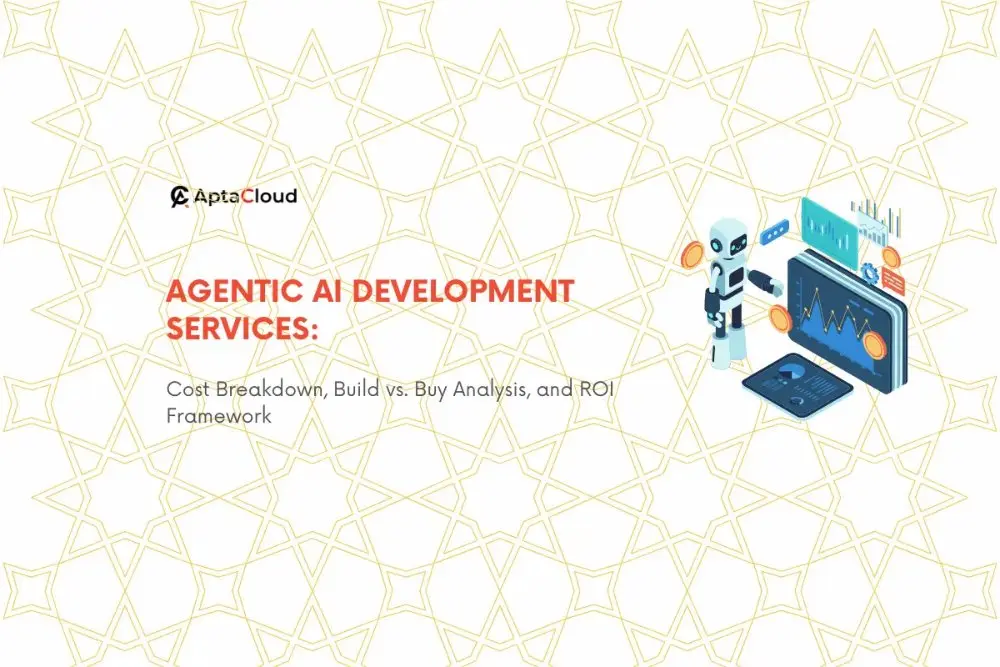 AptaCloud
AGENTIC AI DEVELOPMENT
SERVICES:
Cost Breakdown, Build vs. Buy Analysis, and ROI
Framework